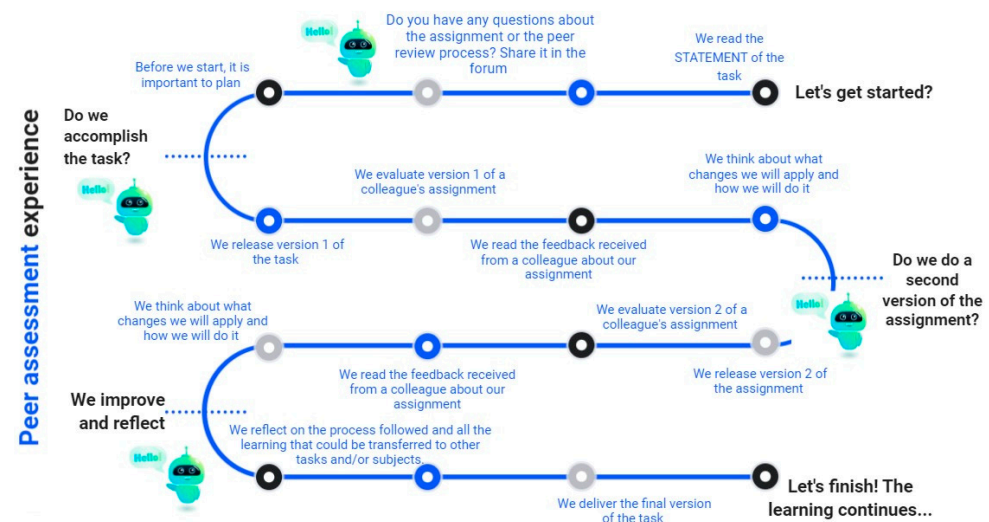 Peer assessment experience
Hello!
Do you have any questions about
the assignment or the peer
review process? Share it in the
forum
We read the
STATEMENT of the
task
Let's get started?
Before we start, it is
important to plan
Do we
accomplish
the task?
Hello!
We release version 1 of
the task
We evaluate version 1 of a
colleague's assignment
We read the feedback received
from a colleague about our
assignment
We think about what
changes we will apply and
how we will do it
Do we do a
second
version of the
assignment?
Hello!
We release version 2 of
the assignment
We evaluate version 2 of a
colleague's assignment
We read the feedback received
from a colleague about our
assignment
We think about what
changes we will apply and
how we will do it
We improve
and reflect
Hello!
We reflect on the process followed and all the
learning that could be transferred to other
tasks and/or subjects.
We deliver the final version
of the task
Let's finish! The
learning continues...